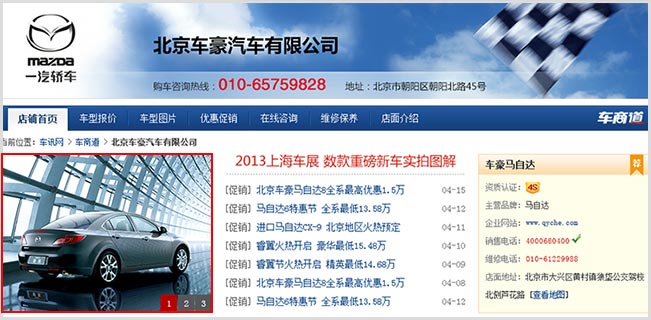 mazda
一汽轿车
北京车豪汽车有限公司
购车咨询热线：010-65759828 地址：北京市朝阳区朝阳北路45号
店铺首页 车型报价 车型图片 优惠促销 在线咨询 维修保养 店面介绍 车商道
当前位置：车讯网 > 车商道 > 北京车豪汽车有限公司
2013上海车展 数款重磅新车实拍图解
[促销] 北京车豪马自达8全系最高优惠1.5万 04-15
[促销] 马自达6特惠节 全系最低13.58万 04-12
[促销] 进口马自达CX-9 北京地区火热预定 04-11
[促销] 睿翼火热开启 豪华最低15.48万 04-10
[促销] 睿翼节火热开启 精英最低14.68万 04-09
[促销] 北京车豪马自达8全系最高优惠1.5万 04-08
[促销] 马自达6特惠节 全系最低13.58万 04-12
1 2 3
车豪马自达 荐
资质认证：4S
主营品牌：马自达
企业网站：www.qyche.com
销售电话：4000660400
维修电话：010-61229988
店面地址：北京市大兴区黄村镇狼垡公交驾校
北侧芦花路 [查看地图]